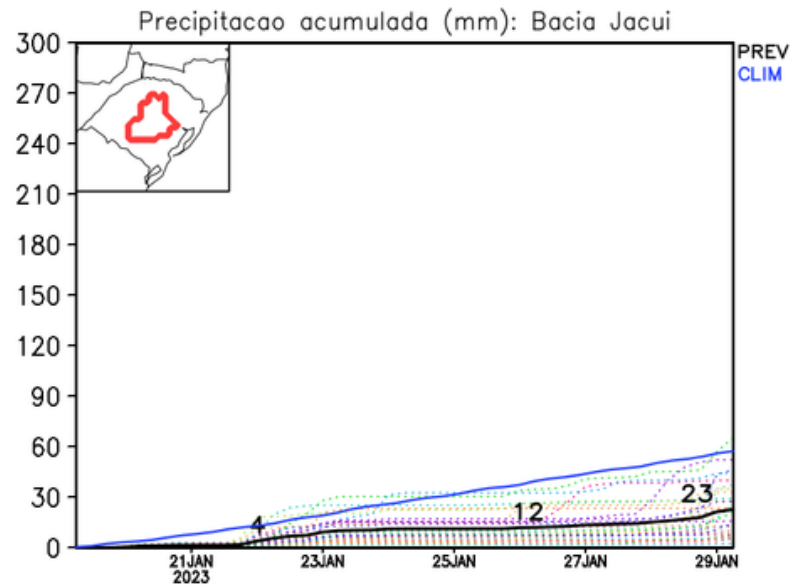 Precipitacao acumulada (mm): Bacia Jacui
300
PREV
CLIM
270
240
210
180
150
120
90
60
30
0
4
12
23
21JAN
2023
23JAN
25JAN
27JAN
29JAN